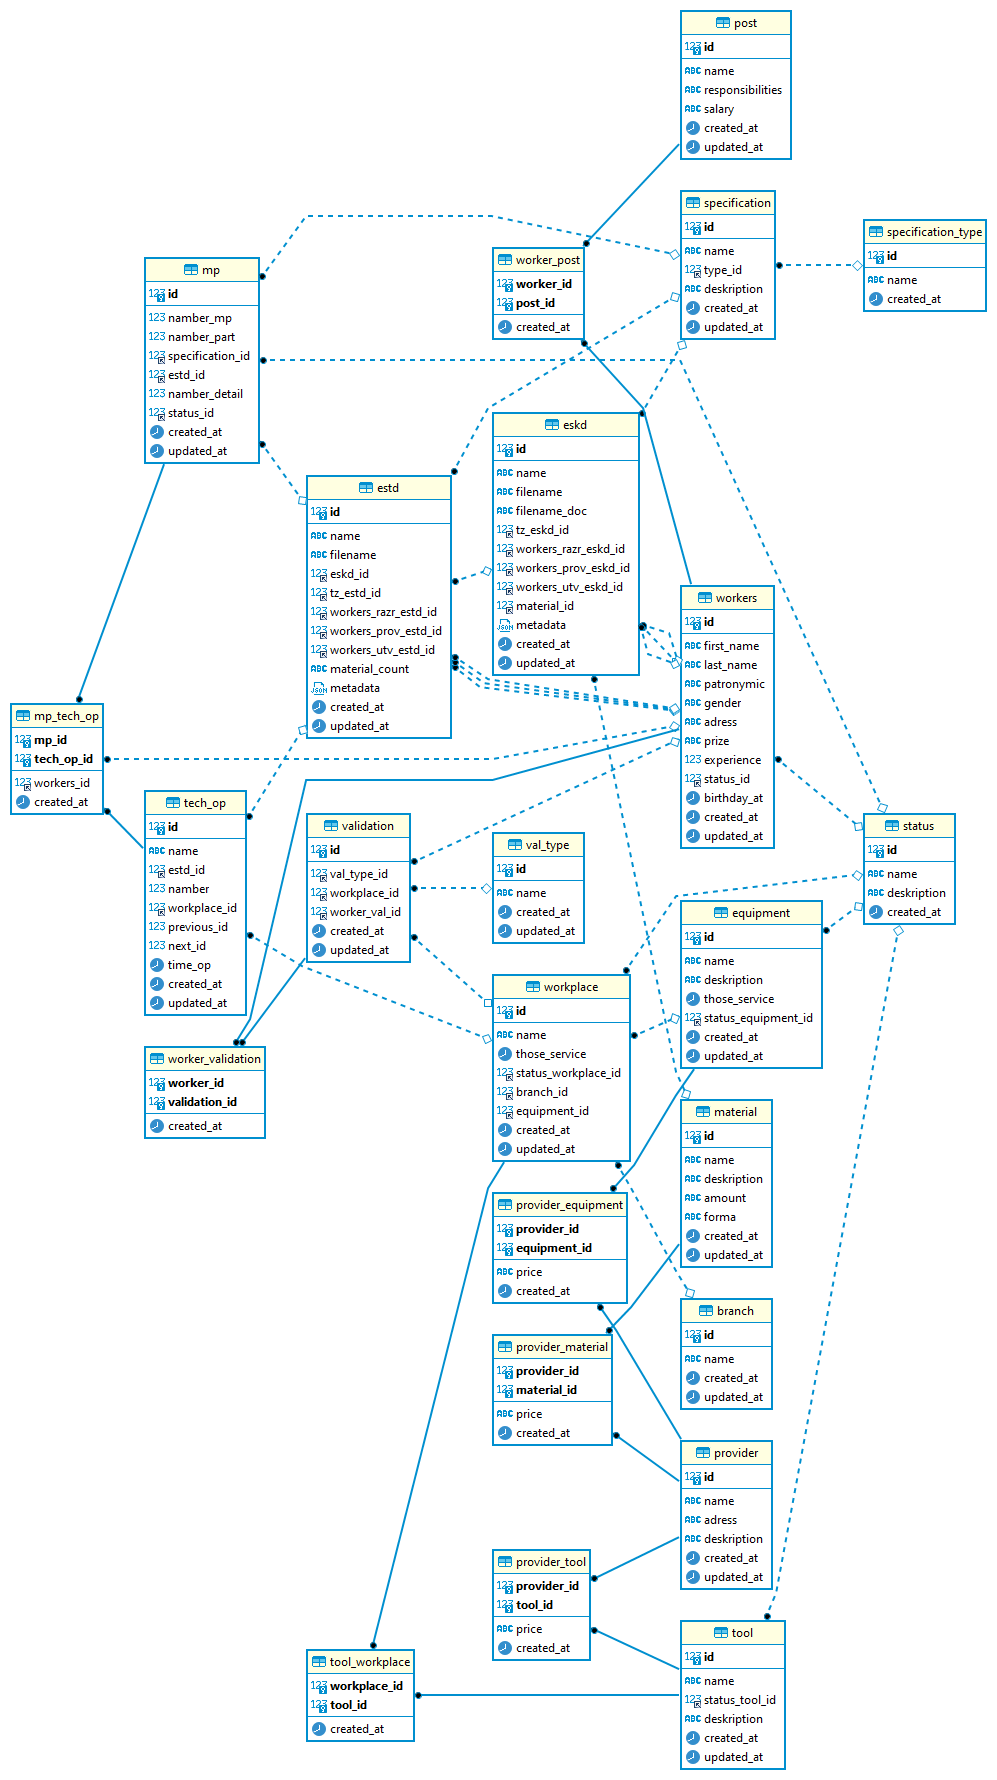 post
id
name
responsibilities
salary
created_at
updated_at
specification
id
name
type_id
deskription
created_at
updated_at
specification_type
id
name
created_at
worker_post
worker_id
post_id
created_at
mp
id
namber_mp
namber_part
specification_id
estd_id
namber_detail
status_id
created_at
updated_at
eskd
id
name
filename
filename_doc
tz_eskd_id
workers_razr_eskd_id
workers_prov_eskd_id
workers_utv_eskd_id
material_id
metadata
created_at
updated_at
estd
id
name
filename
eskd_id
tz_estd_id
workers_razr_estd_id
workers_prov_estd_id
workers_utv_estd_id
material_count
metadata
created_at
updated_at
workers
id
first_name
last_name
patronymic
gender
adress
prize
experience
status_id
birthday_at
created_at
updated_at
mp_tech_op
mp_id
tech_op_id
workers_id
created_at
tech_op
id
name
estd_id
namber
workplace_id
previous_id
next_id
time_op
created_at
updated_at
validation
id
val_type_id
workplace_id
worker_val_id
created_at
updated_at
val_type
id
name
created_at
updated_at
status
id
name
deskription
created_at
equipment
id
name
deskription
those_service
status_equipment_id
created_at
updated_at
workplace
id
name
those_service
status_workplace_id
branch_id
equipment_id
created_at
updated_at
worker_validation
worker_id
validation_id
created_at
material
id
name
deskription
amount
forma
created_at
updated_at
provider_equipment
provider_id
equipment_id
price
created_at
branch
id
name
created_at
updated_at
provider_material
provider_id
material_id
price
created_at
provider
id
name
adress
deskription
created_at
updated_at
provider_tool
provider_id
tool_id
price
created_at
tool
id
name
status_tool_id
deskription
created_at
updated_at
tool_workplace
workplace_id
tool_id
created_at